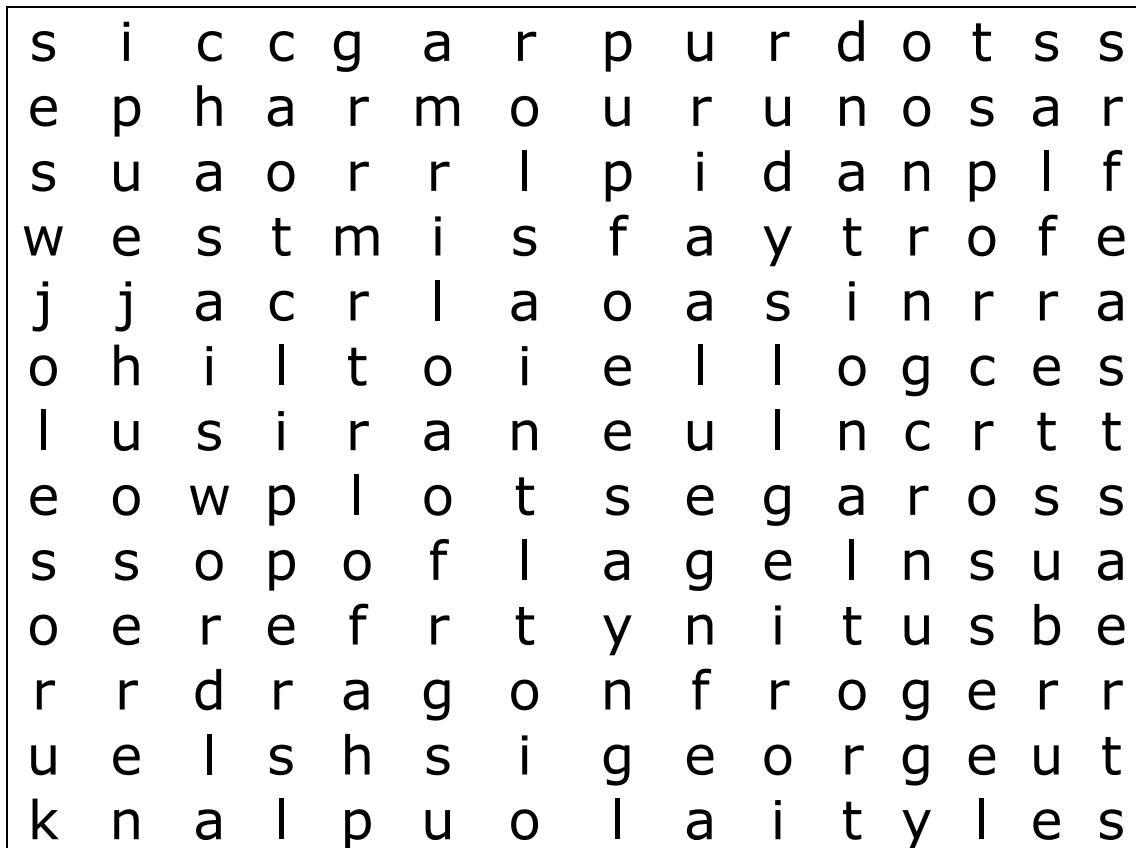 s i c c g a r p u r d o t s s
e p h a r m o u r u n o s a r
s u a o r r l p i d a n p l f
w e s t m i s f a y t r o f e
j j a c r l a o a s i n r r a
o h i l t o i e l l o g c e s
l u s i r a n e u l n c r t t
e o w p l o t s e g a r o s s
s s o p o f l a g e l n s u a
o e r e f r t y n i t u s b e
r r d r a g o n f r o g e r r
u e l s h s i g e o r g e u t
k n a l p u o l a i t y l e s